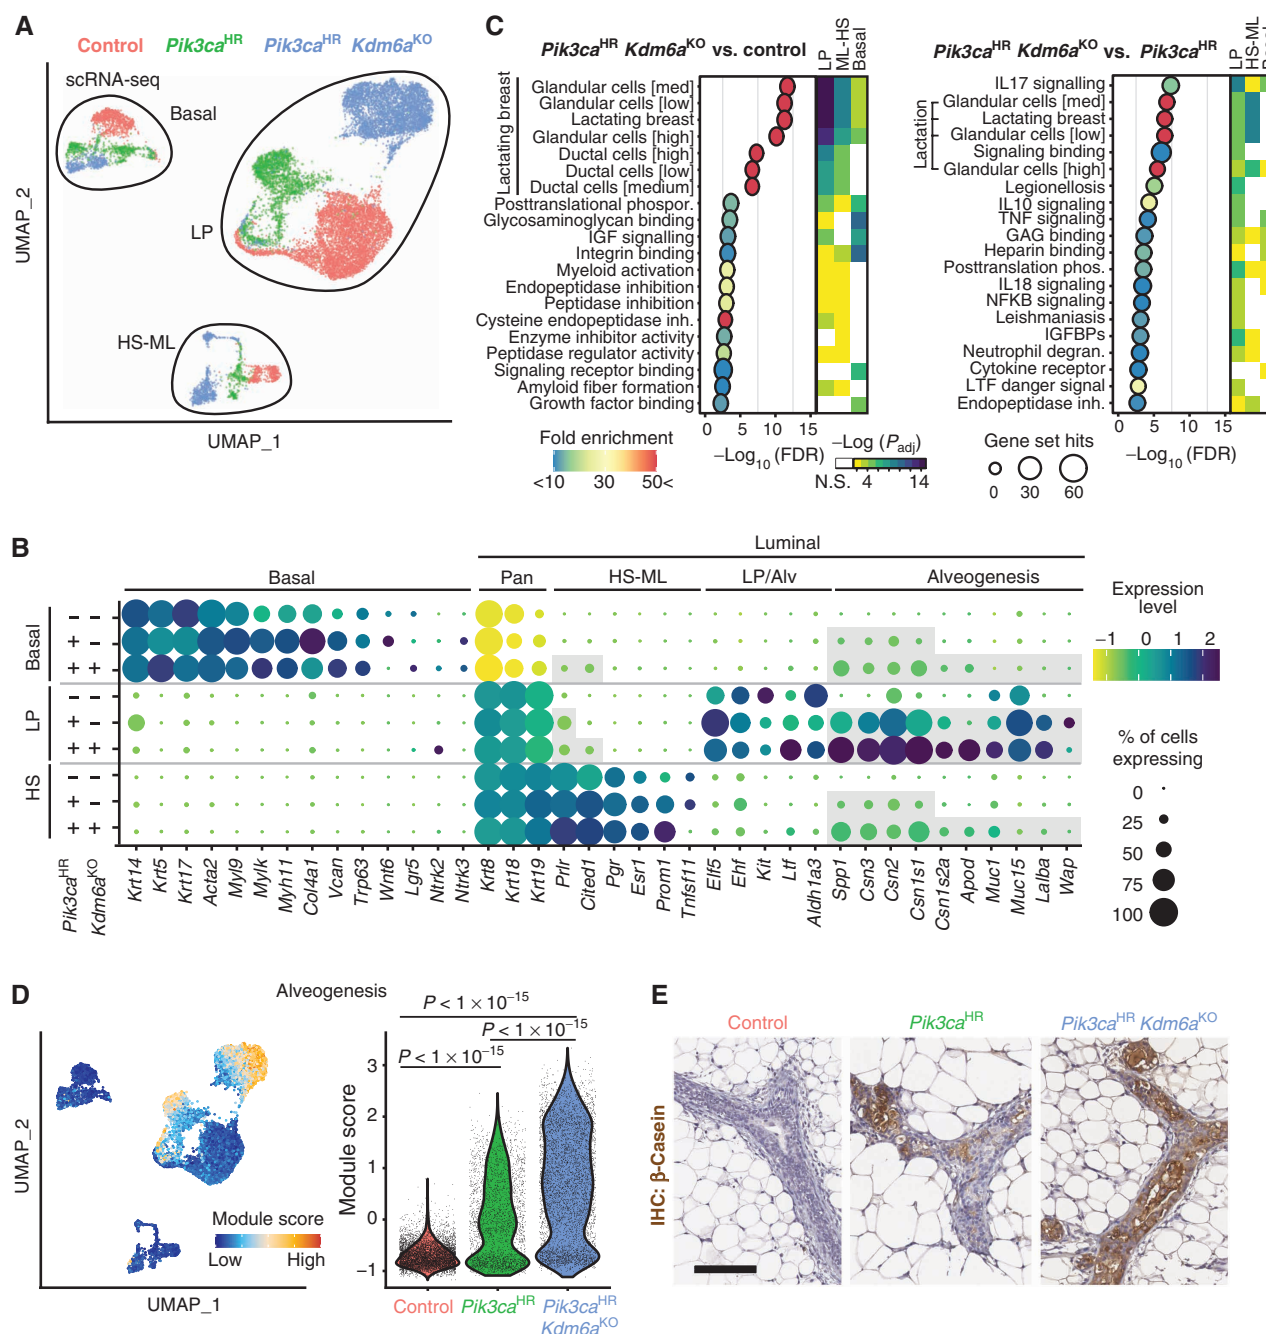 A
Control Pik3caHR Pik3caHR Kdm6aKO
scRNA-seq
Basal
LP
HS-ML
UMAP_2
UMAP_1
C
Pik3caHR Kdm6aKO vs. control
LP
ML-HS
Basal
Lactating breast
Glandular cells [med]
Glandular cells [low]
Lactating breast
Glandular cells [high]
Ductal cells [high]
Ductal cells [low]
Ductal cells [medium]
Posttranslational phospor.
Glycosaminoglycan binding
IGF signalling
Integrin binding
Myeloid activation
Endopeptidase inhibition
Peptidase inhibition
Cysteine endopeptidase inh.
Enzyme inhibitor activity
Peptidase regulator activity
Signaling receptor binding
Amyloid fiber formation
Growth factor binding
0 5 10 15
−Log10 (FDR)
Fold enrichment
<10 30 50<
−Log (Padj)
N.S. 4 14
Pik3caHR Kdm6aKO vs. Pik3caHR
LP
HS-ML
Lactation
IL17 signalling
Glandular cells [med]
Lactating breast
Glandular cells [low]
Signaling binding
Glandular cells [high]
Legionellosis
IL10 signaling
TNF signaling
GAG binding
Heparin binding
Posttranslation phos.
IL18 signaling
NFKB signaling
Leishmaniasis
IGFBPs
Neutrophil degran.
Cytokine receptor
LTF danger signal
Endopeptidase inh.
0 5 10 15
−Log10 (FDR)
Gene set hits
0 30 60
B
Luminal
Basal Pan HS-ML LP/Alv Alveogenesis
Basal
− −
+ −
+ +
LP
− −
+ −
+ +
HS
− −
+ −
+ +
Pik3caHR
Kdm6aKO
Krt14 Krt5 Krt17 Acta2 Myl9 Mylk Myh11 Col4a1 Vcan Trp63 Wnt6 Lgr5 Ntrk2 Ntrk3 Krt8 Krt18 Krt19 Prlr Cited1 Pgr Esr1 Prom1 Tnfsf11 Elf5 Ehf Kit Ltf Aldh1a3 Spp1 Csn3 Csn2 Csn1s1 Csn1s2a Apod Muc1 Muc15 Lalba Wap
Expression
level
−1 0 1 2
% of cells
expressing
0
25
50
75
100
D
Alveogenesis
UMAP_2
UMAP_1
Module score
Low High
P < 1 × 10−15
P < 1 × 10−15
P < 1 × 10−15
Module score
3
2
1
0
−1
Control Pik3caHR Pik3caHR
Kdm6aKO
E
Control Pik3caHR Pik3caHR Kdm6aKO
IHC: β-Casein